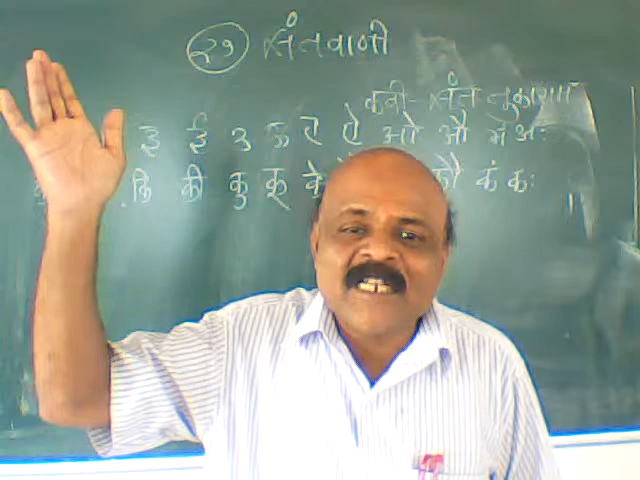 २१ संतवाणी
कवी - संत तुकाराम
इ ई उ ऊ ए ऐ ओ औ अं अः
कि की कु कू के कौ कं कः